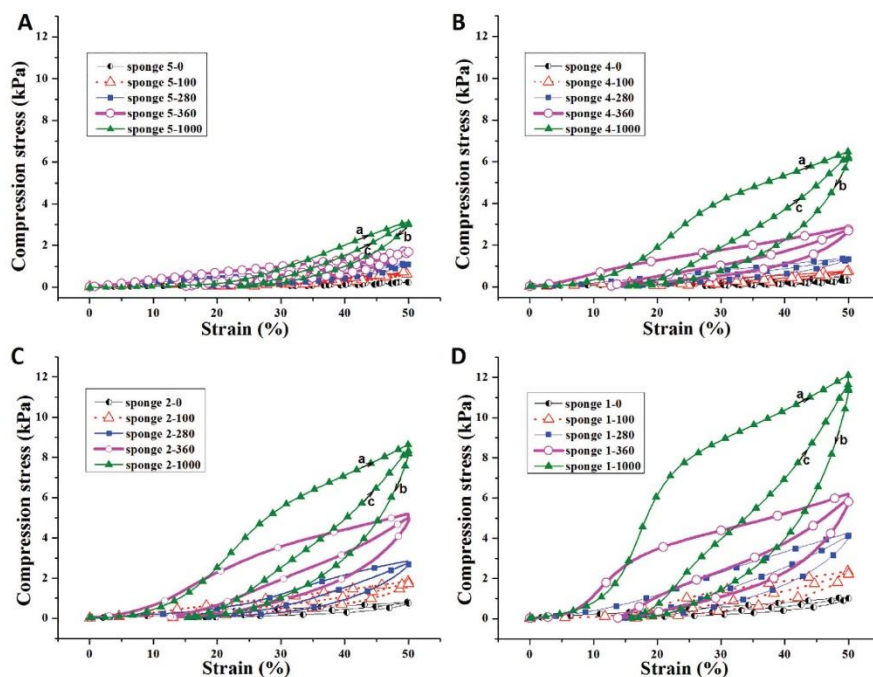 A
Compression stress (kPa)
12
10
8
6
4
2
0
sponge 5-0
sponge 5-100
sponge 5-280
sponge 5-360
sponge 5-1000
a
b
c
0 10 20 30 40 50
Strain (%)
B
Compression stress (kPa)
12
10
8
6
4
2
0
sponge 4-0
sponge 4-100
sponge 4-280
sponge 4-360
sponge 4-1000
a
b
c
0 10 20 30 40 50
Strain (%)
C
Compression stress (kPa)
12
10
8
6
4
2
0
sponge 2-0
sponge 2-100
sponge 2-280
sponge 2-360
sponge 2-1000
a
b
c
0 10 20 30 40 50
Strain (%)
D
Compression stress (kPa)
12
10
8
6
4
2
0
sponge 1-0
sponge 1-100
sponge 1-280
sponge 1-360
sponge 1-1000
a
b
c
0 10 20 30 40 50
Strain (%)